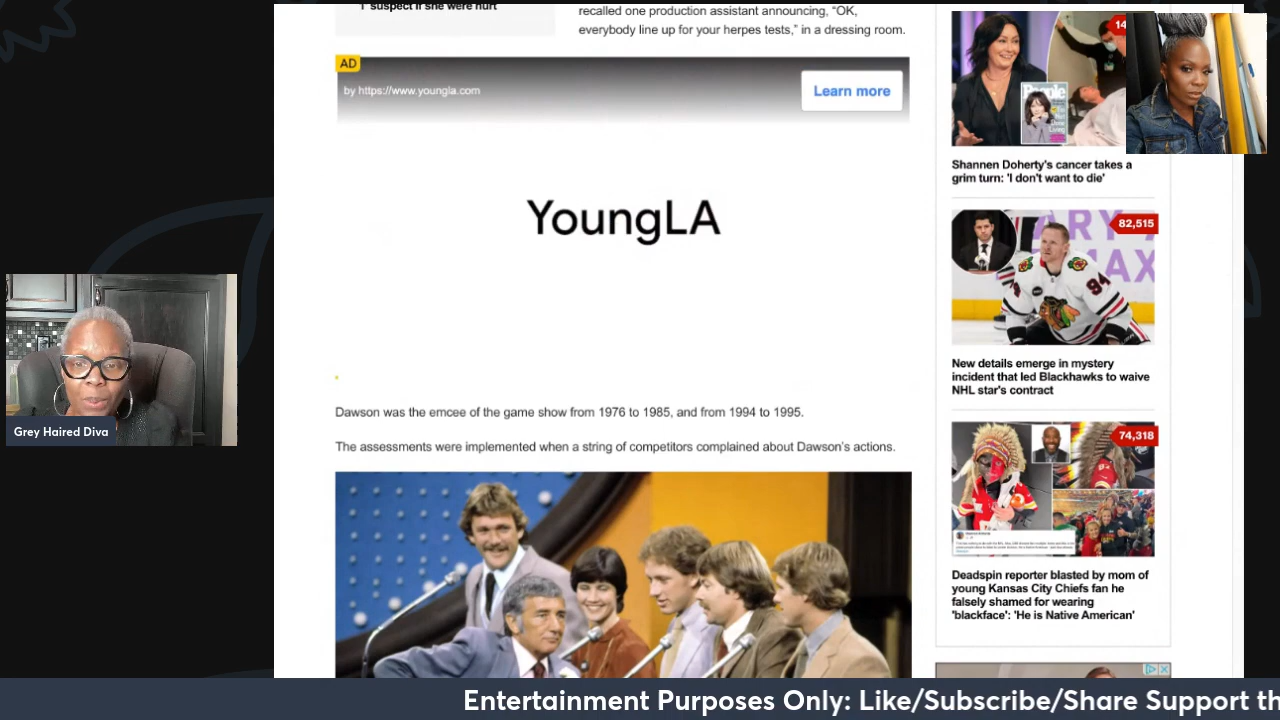 suspect if she were hurt
recalled one production assistant announcing, “OK,
everybody line up for your herpes tests,” in a dressing room.
AD
by https://www.youngla.com
Learn more
YoungLA
Dawson was the emcee of the game show from 1976 to 1985, and from 1994 to 1995.
The assessments were implemented when a string of competitors complained about Dawson’s actions.
14
People
Shannen Doherty's cancer takes a
grim turn: 'I don't want to die'
82,515
New details emerge in mystery
incident that led Blackhawks to waive
NHL star's contract
74,318
Deadspin reporter blasted by mom of
young Kansas City Chiefs fan he
falsely shamed for wearing
'blackface': 'He is Native American'
Grey Haired Diva
Entertainment Purposes Only: Like/Subscribe/Share Support th